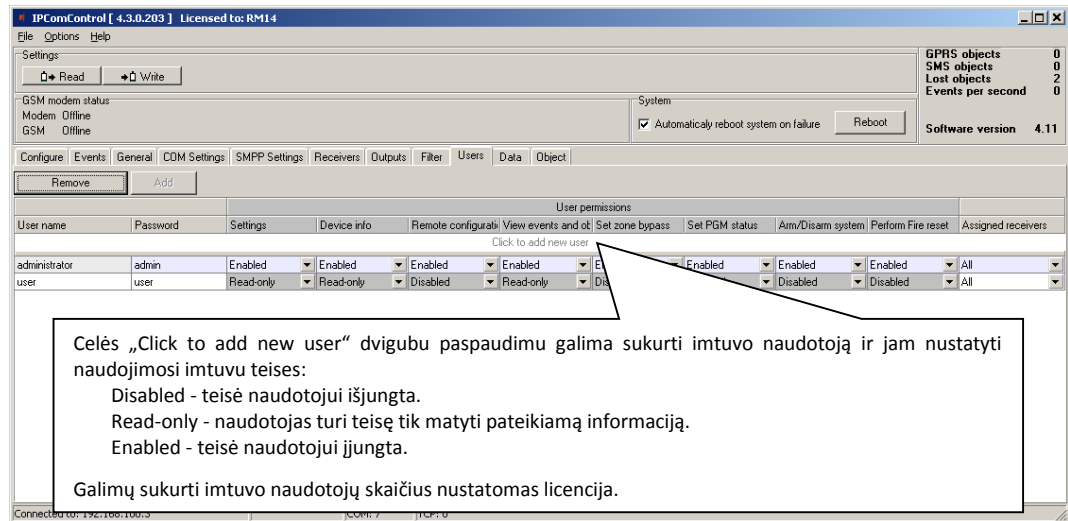 IPComControl [ 4.3.0.203 ] Licensed to: RM14
File Options Help
Settings
Read Write
GPRS objects 0
SMS objects 0
Lost objects 2
Events per second 0
GSM modem status
Modem Offline
GSM Offline
System
Automaticaly reboot system on failure Reboot
Software version 4.11
Configure Events General COM Settings SMPP Settings Receivers Outputs Filter Users Data Object
Remove Add
User permissions
User name Password Settings Device info Remote configurati View events and ob Set zone bypass Set PGM status Arm/Disarm system Perform Fire reset Assigned receivers
Click to add new user
administrator admin Enabled Enabled Enabled Enabled Enabled Enabled Enabled All
user user Read-only Read-only Disabled Read-only Dis Disabled Disabled All
Celės „Click to add new user“ dvigubu paspaudimu galima sukurti imtuvo naudotoją ir jam nustatyti
naudojimosi imtuvu teises:
Disabled - teisė naudotojui išjungta.
Read-only - naudotojas turi teisę tik matyti pateikiamą informaciją.
Enabled - teisė naudotojui įjungta.
Galimų sukurti imtuvo naudotojų skaičius nustatomas licencija.
Connected to: 192.168.100.3 COM: 7 TCP: 0